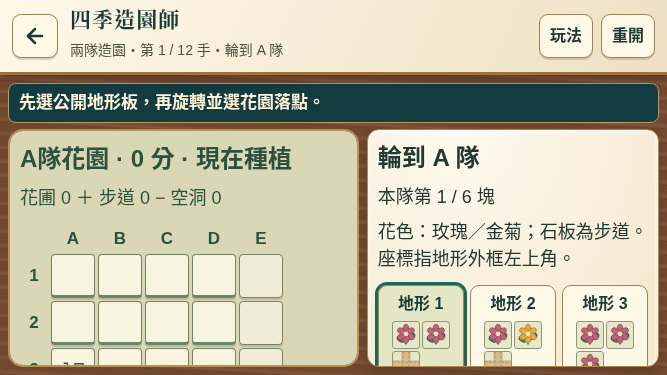 四季造園師
兩隊造園・第 1 / 12 手・輪到 A 隊
玩法
重開
先選公開地形板，再旋轉並選花園落點。
A隊花園 · 0 分 · 現在種植
花圃 0 ＋ 步道 0 − 空洞 0
A B C D E
1
2
輪到 A 隊
本隊第 1 / 6 塊
花色：玫瑰／金菊；石板為步道。
座標指地形外框左上角。
地形 1
地形 2
地形 3